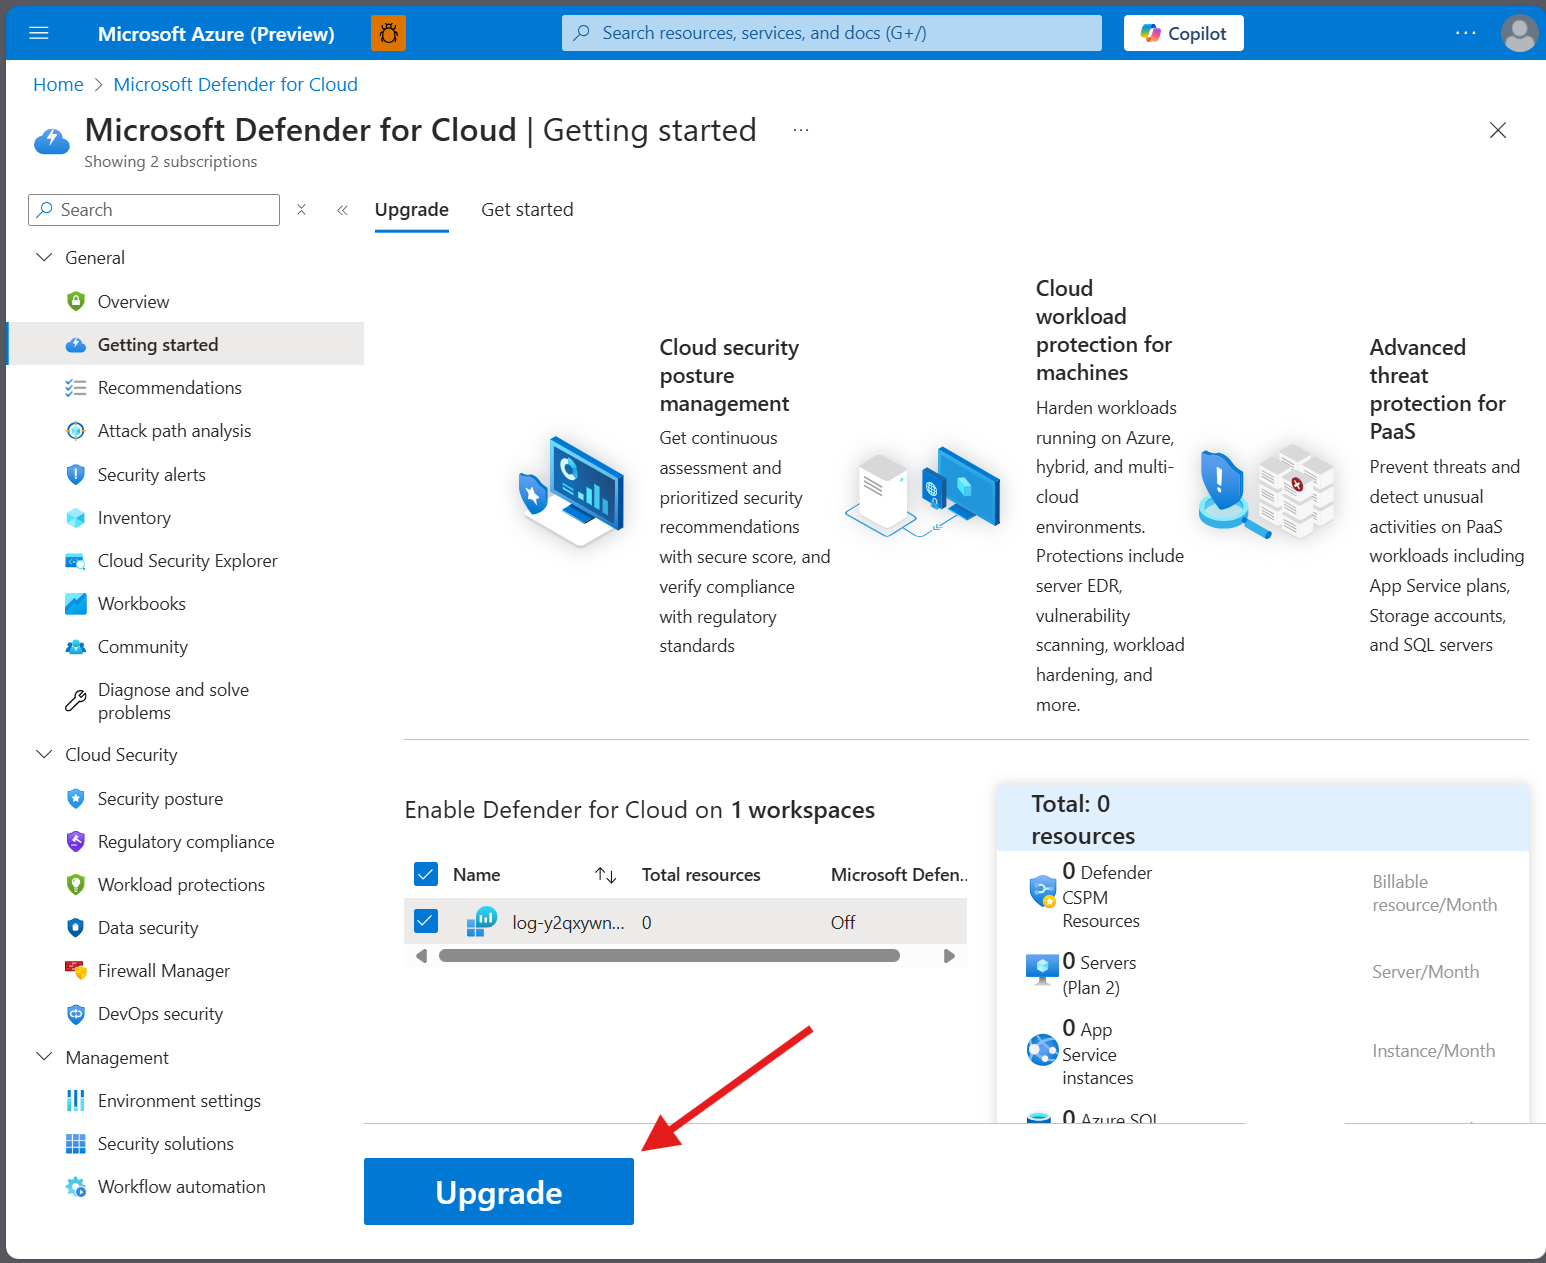 Microsoft Azure (Preview)
Search resources, services, and docs (G+/)
Copilot
Home
Microsoft Defender for Cloud
Microsoft Defender for Cloud | Getting started
Showing 2 subscriptions
Search
Upgrade
Get started
General
Overview
Getting started
Recommendations
Attack path analysis
Security alerts
Inventory
Cloud Security Explorer
Workbooks
Community
Diagnose and solve
problems
Cloud Security
Security posture
Regulatory compliance
Workload protections
Data security
Firewall Manager
DevOps security
Management
Environment settings
Security solutions
Workflow automation
Cloud security
posture
management
Get continuous
assessment and
prioritized security
recommendations
with secure score, and
verify compliance
with regulatory
standards
Cloud
workload
protection for
machines
Harden workloads
running on Azure,
hybrid, and multi-
cloud
environments.
Protections include
server EDR,
vulnerability
scanning, workload
hardening, and
more.
Advanced
threat
protection for
PaaS
Prevent threats and
detect unusual
activities on PaaS
workloads including
App Service plans,
Storage accounts,
and SQL servers
Enable Defender for Cloud on 1 workspaces
Name
Total resources
Microsoft Defen..
log-y2qxywn...
0
Off
Total: 0
resources
0 Defender
CSPM
Resources
Billable
resource/Month
0 Servers
(Plan 2)
Server/Month
0 App
Service
instances
Instance/Month
0 Azure SQL
Upgrade